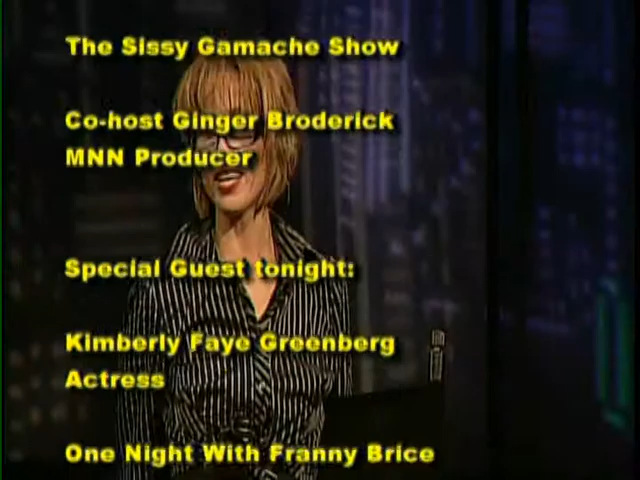 The Sissy Gamache Show
Co-host Ginger Broderick
MNN Producer
Special Guest tonight:
Kimberly Faye Greenberg
Actress
One Night With Franny Brice